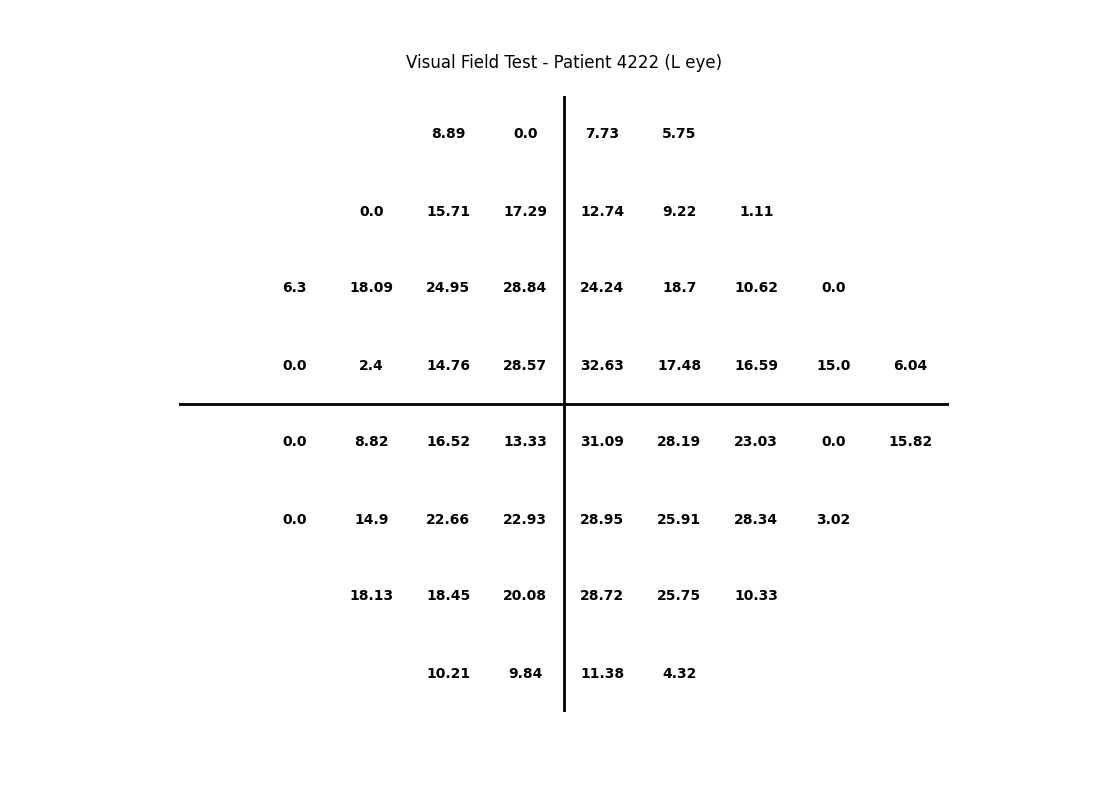 Visual Field Test - Patient 4222 (L eye)
8.89 0.0 7.73 5.75
0.0 15.71 17.29 12.74 9.22 1.11
6.3 18.09 24.95 28.84 24.24 18.7 10.62 0.0
0.0 2.4 14.76 28.57 32.63 17.48 16.59 15.0 6.04
0.0 8.82 16.52 13.33 31.09 28.19 23.03 0.0 15.82
0.0 14.9 22.66 22.93 28.95 25.91 28.34 3.02
18.13 18.45 20.08 28.72 25.75 10.33
10.21 9.84 11.38 4.32